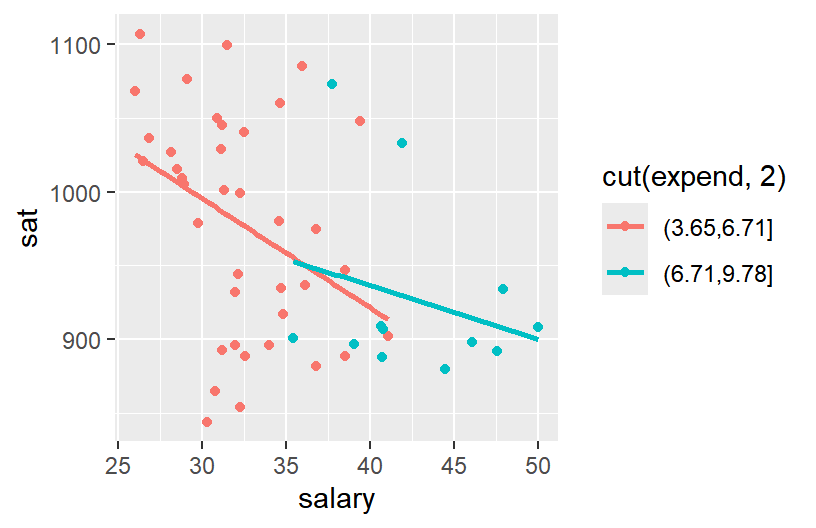 1100
1000
900
sat
25 30 35 40 45 50
salary
cut(expend, 2)
(3.65,6.71]
(6.71,9.78]